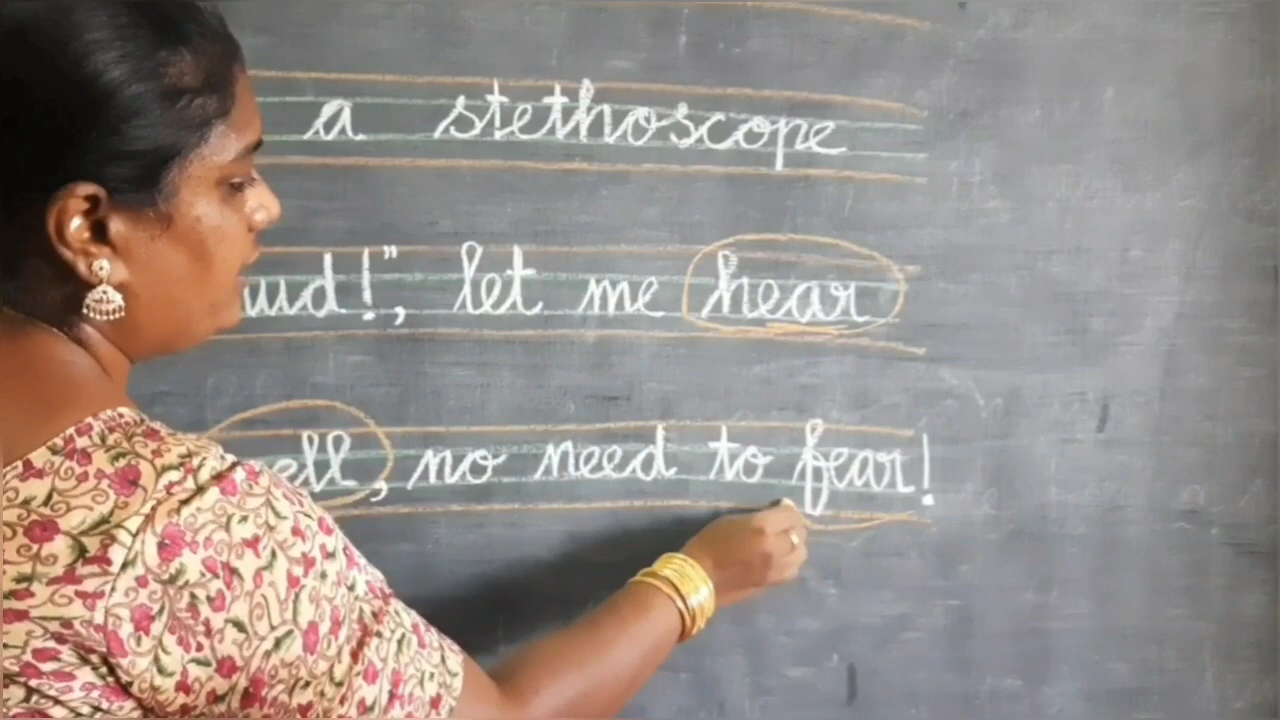 a stethoscope
!", let me hear
no need to fear!